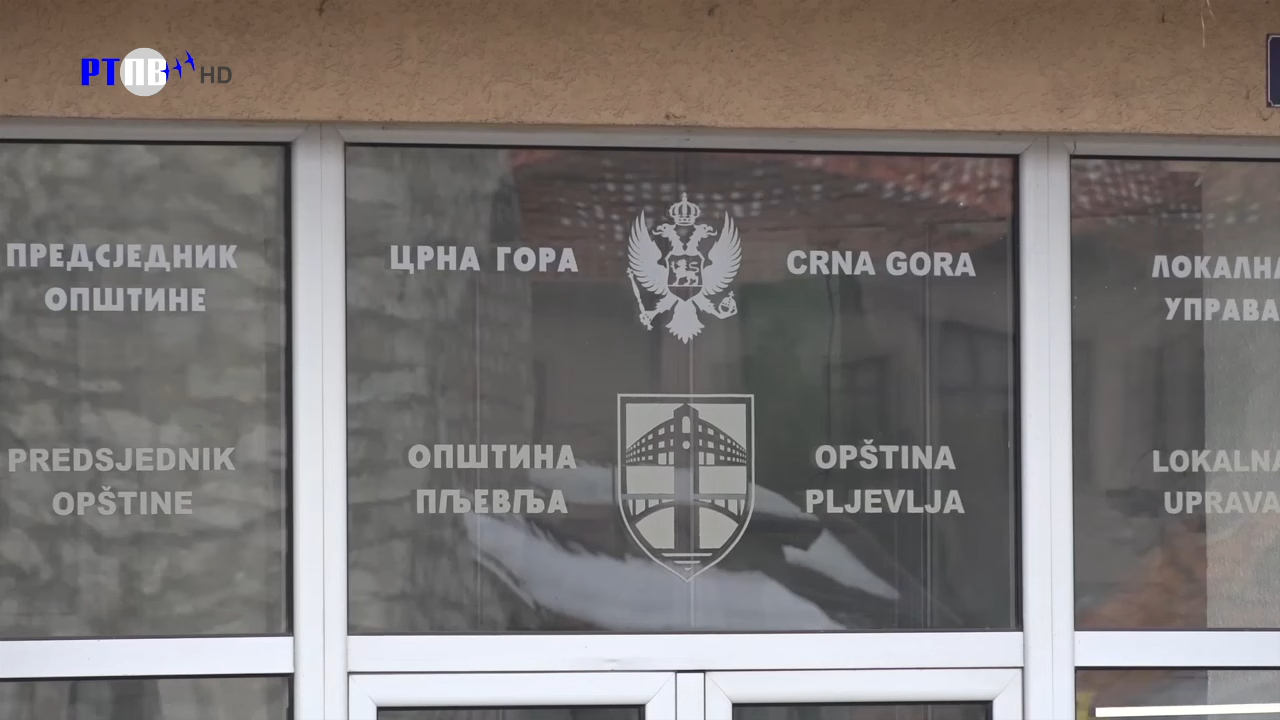 РТПВ HD
ПРЕДСЈЕДНИК
ОПШТИНЕ
PREDSJEDNIK
OPŠTINE
ЦРНА ГОРА
CRNA GORA
ОПШТИНА
ПЉЕВЉА
OPŠTINA
PLJEVLJA
ЛОКАЛНА
УПРАВА
LOKALNA
UPRAVA